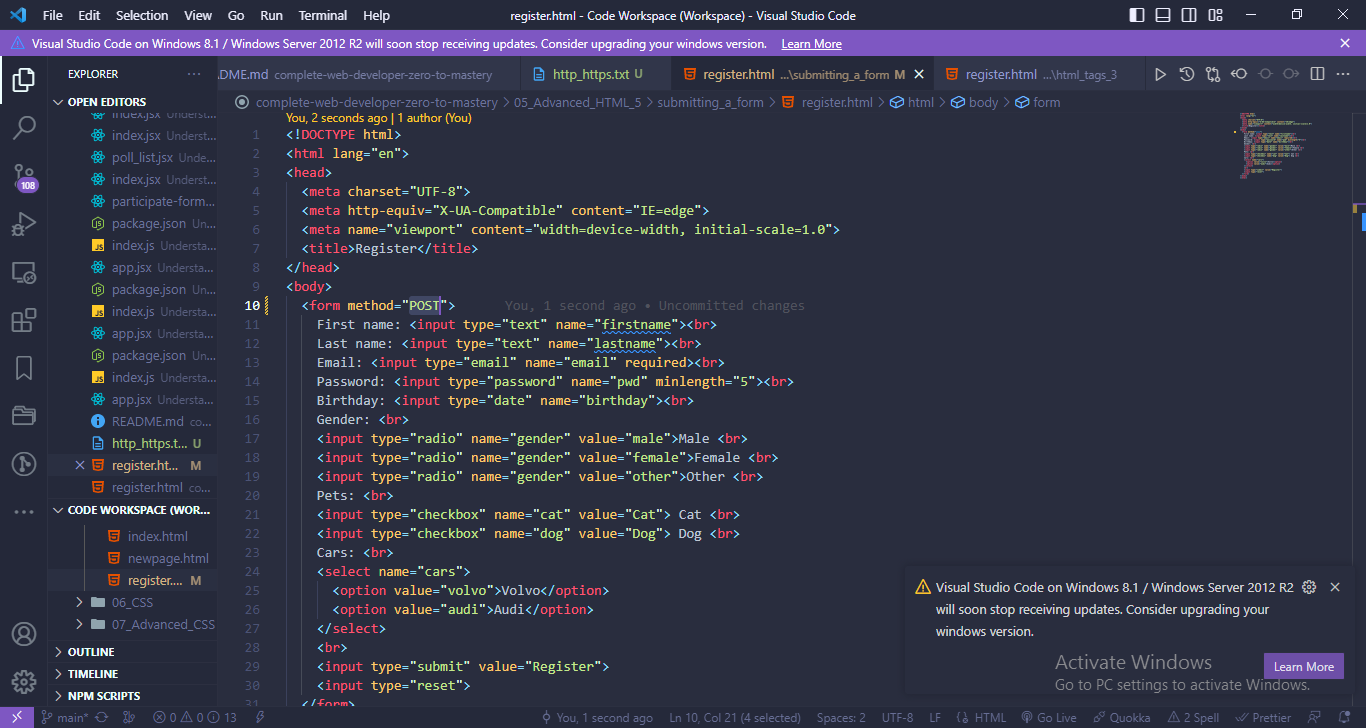 File Edit Selection View Go Run Terminal Help register.html - Code Workspace (Workspace) - Visual Studio Code
Visual Studio Code on Windows 8.1 / Windows Server 2012 R2 will soon stop receiving updates. Consider upgrading your windows version. Learn More
EXPLORER
OPEN EDITORS
index.jsx Underst...
index.jsx Underst...
poll_list.jsx Unde...
index.jsx Underst...
participate-form...
package.json Un...
index.js Understa...
app.jsx Understa...
package.json Un...
index.js Understa...
app.jsx Understa...
package.json Un...
index.js Understa...
app.jsx Understa...
README.md co...
http_https.t... U
register.ht... M
register.html co...
CODE WORKSPACE (WOR...
index.html
newpage.html
register.... M
06_CSS
07_Advanced_CSS
OUTLINE
TIMELINE
NPM SCRIPTS
108
DME.md complete-web-developer-zero-to-mastery http_https.txt U register.html ...\submitting_a_form M register.html ...\html_tags_3
complete-web-developer-zero-to-mastery > 05_Advanced_HTML_5 > submitting_a_form > register.html > html > body > form
You, 2 seconds ago | 1 author (You)
1 <!DOCTYPE html>
2 <html lang="en">
3 <head>
4 <meta charset="UTF-8">
5 <meta http-equiv="X-UA-Compatible" content="IE=edge">
6 <meta name="viewport" content="width=device-width, initial-scale=1.0">
7 <title>Register</title>
8 </head>
9 <body>
10 <form method="POST"> You, 1 second ago • Uncommitted changes
11 First name: <input type="text" name="firstname"><br>
12 Last name: <input type="text" name="lastname"><br>
13 Email: <input type="email" name="email" required><br>
14 Password: <input type="password" name="pwd" minlength="5"><br>
15 Birthday: <input type="date" name="birthday"><br>
16 Gender: <br>
17 <input type="radio" name="gender" value="male">Male <br>
18 <input type="radio" name="gender" value="female">Female <br>
19 <input type="radio" name="gender" value="other">Other <br>
20 Pets: <br>
21 <input type="checkbox" name="cat" value="Cat"> Cat <br>
22 <input type="checkbox" name="dog" value="Dog"> Dog <br>
23 Cars: <br>
24 <select name="cars">
25 <option value="volvo">Volvo</option>
26 <option value="audi">Audi</option>
27 </select>
28 <br>
29 <input type="submit" value="Register">
30 <input type="reset">
31 </form>
Visual Studio Code on Windows 8.1 / Windows Server 2012 R2
will soon stop receiving updates. Consider upgrading your
windows version.
Learn More
Activate Windows
Go to PC settings to activate Windows.
main* 0 0 13 You, 1 second ago Ln 10, Col 21 (4 selected) Spaces: 2 UTF-8 LF HTML Go Live Quokka 2 Spell Prettier